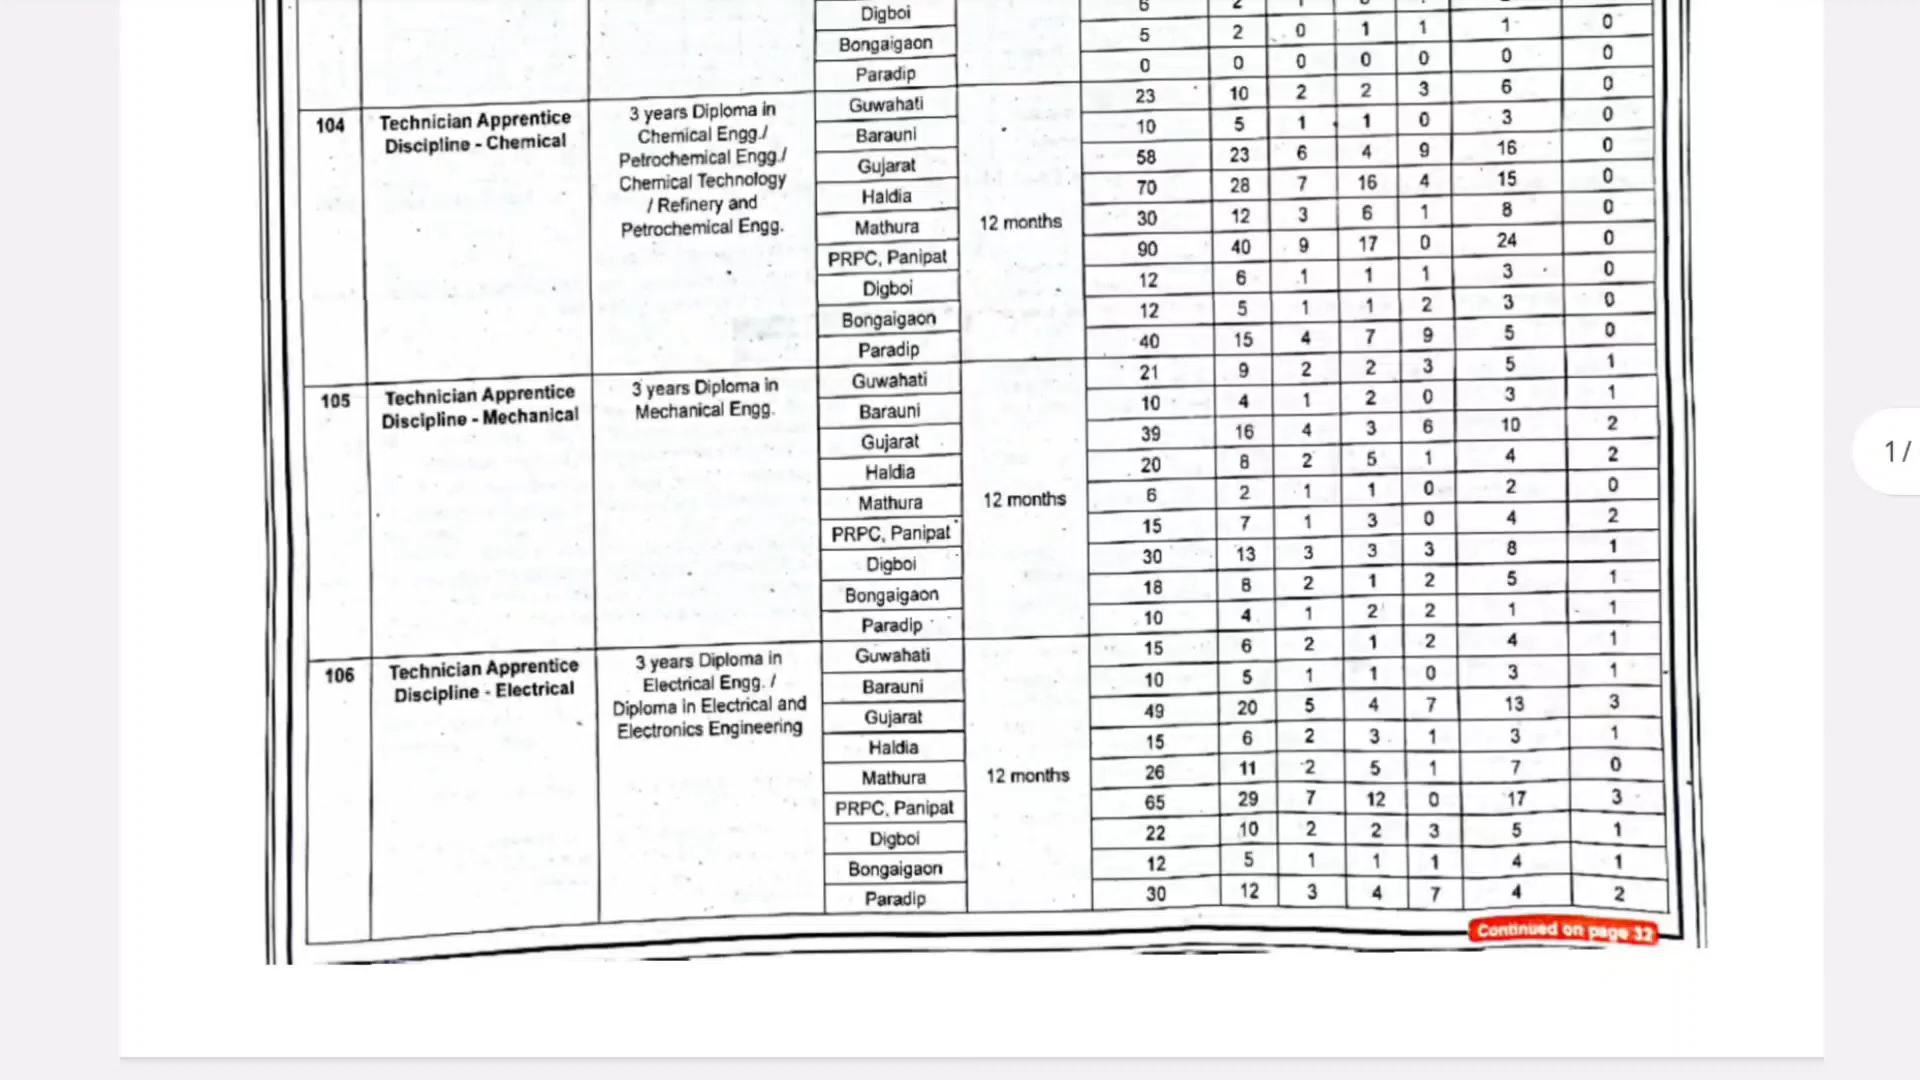 Digboi
Bongaigaon 5 2 0 1 1 1 0
Paradip 0 0 0 0 0 0 0
104 Technician Apprentice 3 years Diploma in Guwahati 23 10 2 2 3 6 0
Discipline - Chemical Chemical Engg./ Barauni 10 5 1 1 0 3 0
Petrochemical Engg./ Gujarat 58 23 6 4 9 16 0
Chemical Technology Haldia 70 28 7 16 4 15 0
/ Refinery and Mathura 12 months 30 12 3 6 1 8 0
Petrochemical Engg. PRPC, Panipat 90 40 9 17 0 24 0
Digboi 12 6 1 1 1 3 0
Bongaigaon 12 5 1 1 2 3 0
Paradip 40 15 4 7 9 5 0
105 Technician Apprentice 3 years Diploma in Guwahati 21 9 2 2 3 5 1
Discipline - Mechanical Mechanical Engg. Barauni 10 4 1 2 0 3 1
Gujarat 39 16 4 3 6 10 2
Haldia 20 8 2 5 1 4 2
Mathura 12 months 6 2 1 1 0 2 0
PRPC, Panipat 15 7 1 3 0 4 2
Digboi 30 13 3 3 3 8 1
Bongaigaon 18 8 2 1 2 5 1
Paradip 10 4 1 2 2 1 1
106 Technician Apprentice 3 years Diploma in Guwahati 15 6 2 1 2 4 1
Discipline - Electrical Electrical Engg. / Barauni 10 5 1 1 0 3 1
Diploma in Electrical and Gujarat 49 20 5 4 7 13 3
Electronics Engineering Haldia 15 6 2 3 1 3 1
Mathura 12 months 26 11 2 5 1 7 0
PRPC, Panipat 65 29 7 12 0 17 3
Digboi 22 10 2 2 3 5 1
Bongaigaon 12 5 1 1 1 4 1
Paradip 30 12 3 4 7 4 2
Continued on page 32
1/